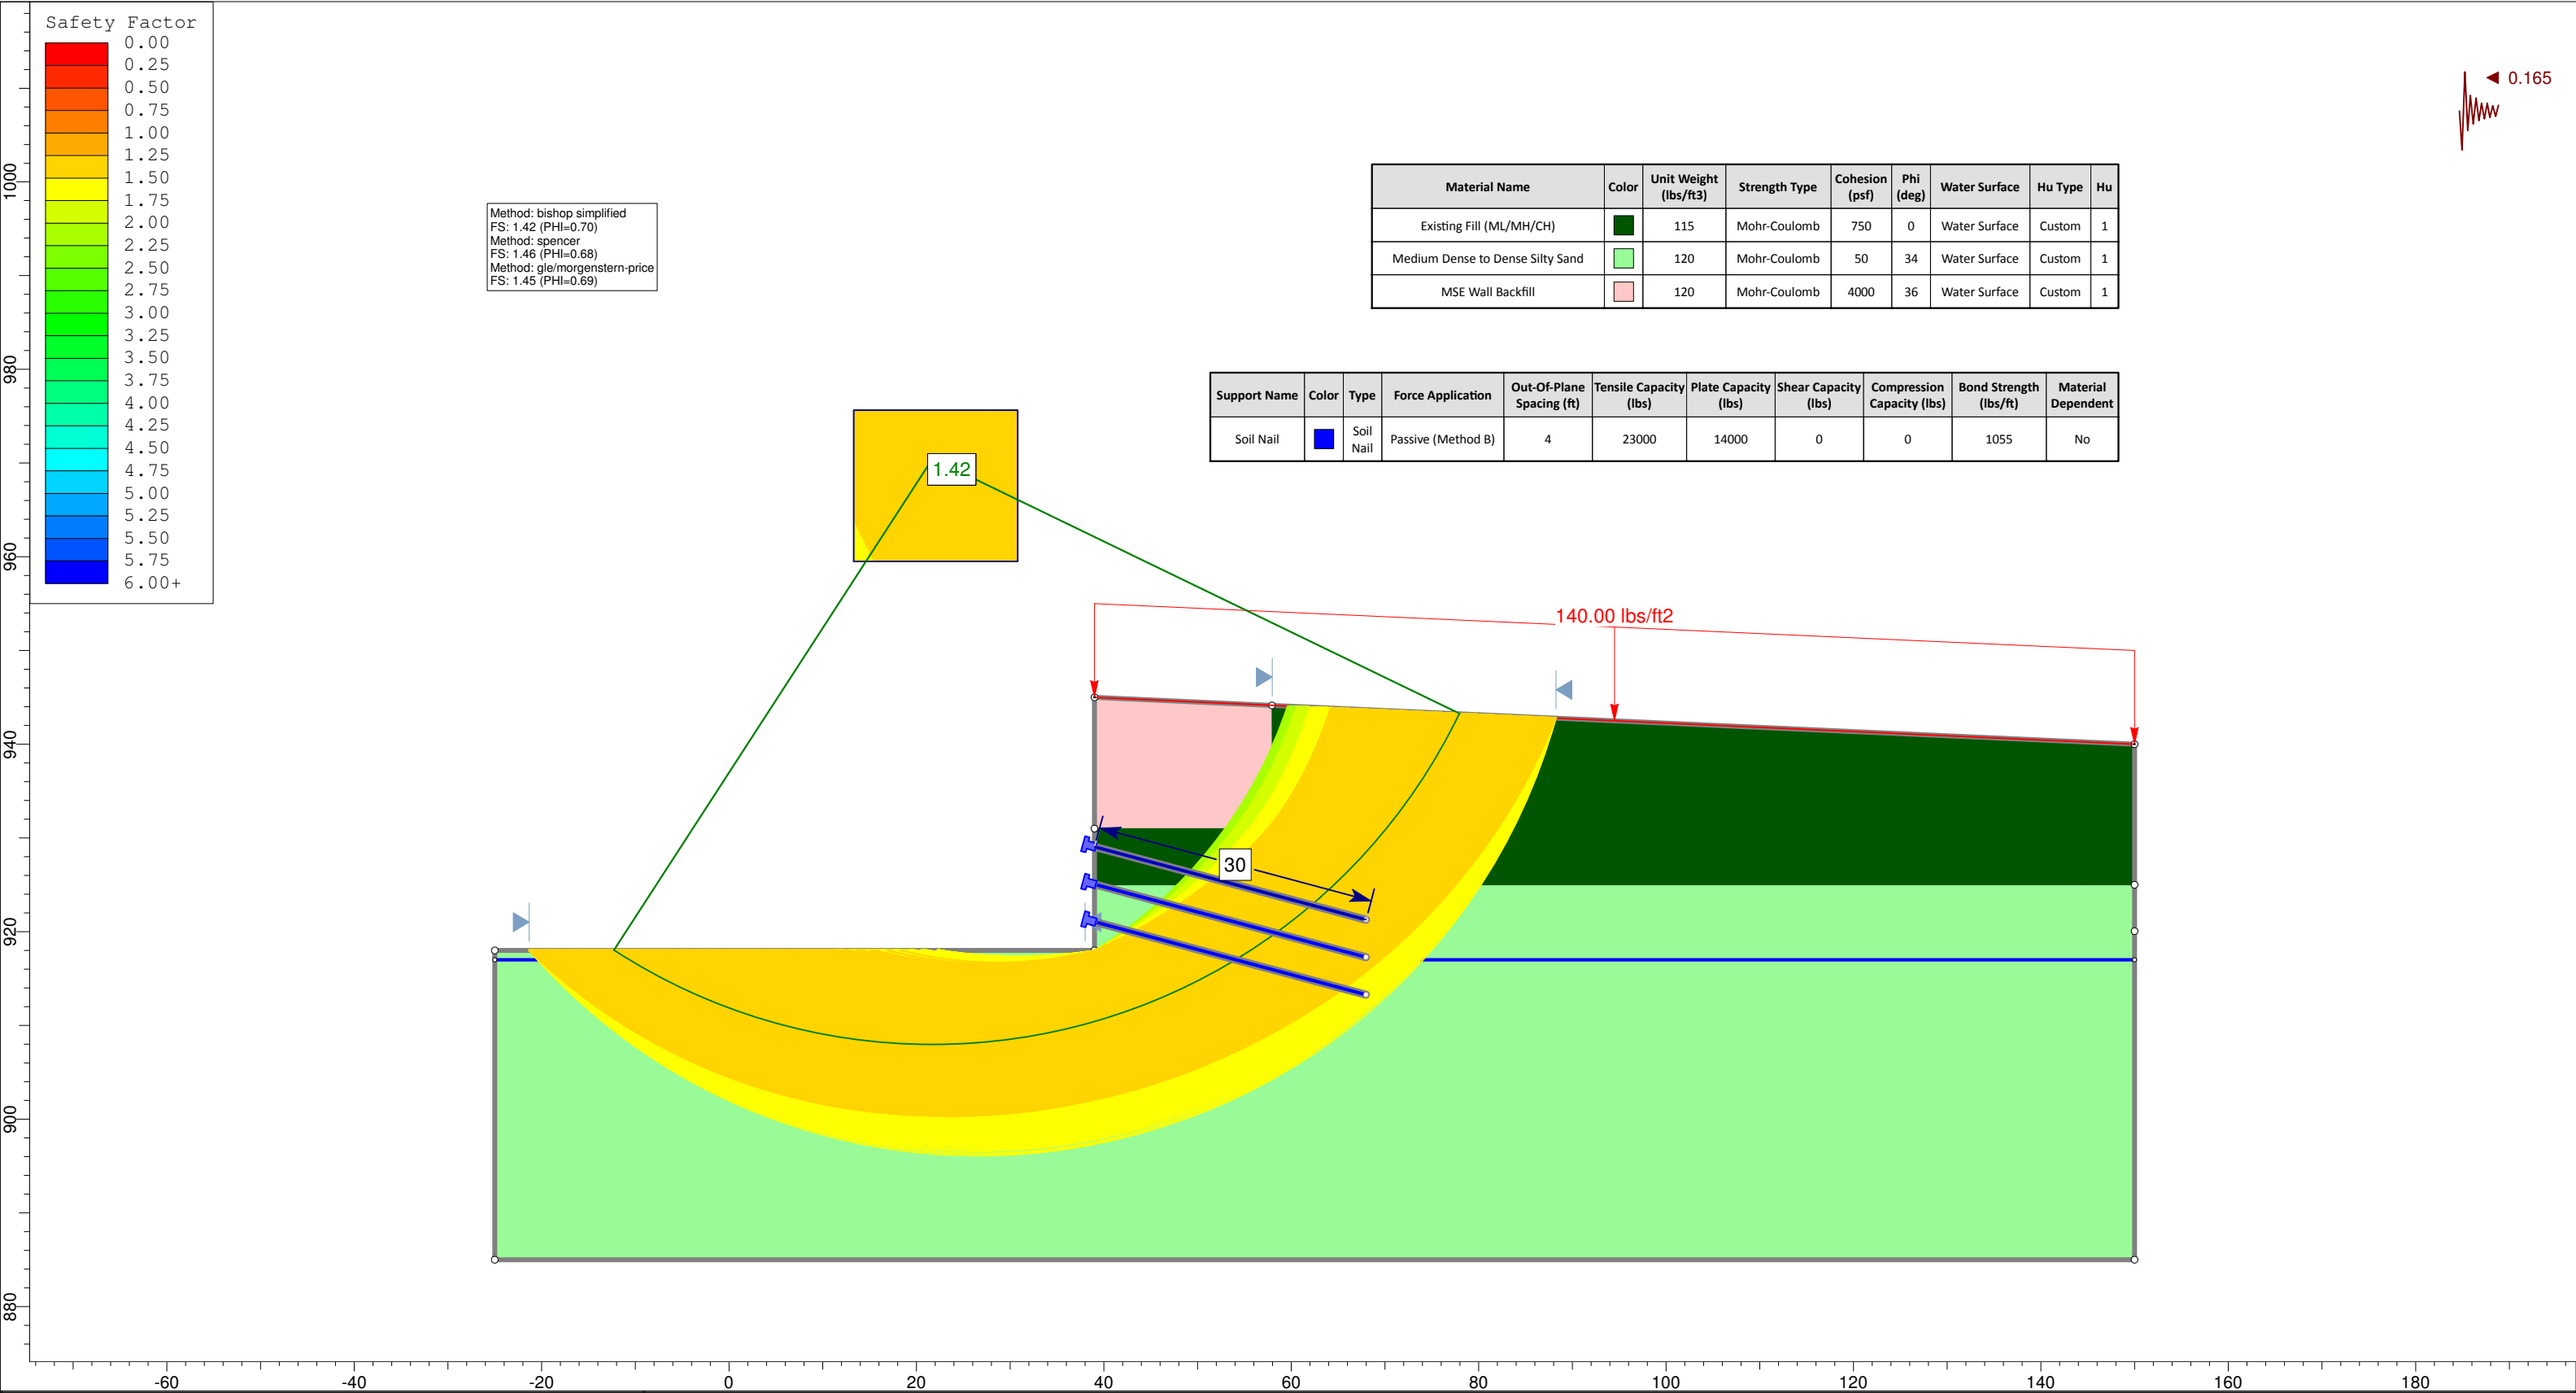 Safety Factor
0.00
0.25
0.50
0.75
1.00
1.25
1.50
1.75
2.00
2.25
2.50
2.75
3.00
3.25
3.50
3.75
4.00
4.25
4.50
4.75
5.00
5.25
5.50
5.75
6.00+
0.165
Method: bishop simplified
FS: 1.42 (PHI=0.70)
Method: spencer
FS: 1.46 (PHI=0.68)
Method: gle/morgenstern-price
FS: 1.45 (PHI=0.69)
Material Name Color Unit Weight (lbs/ft3) Strength Type Cohesion (psf) Phi (deg) Water Surface Hu Type Hu
Existing Fill (ML/MH/CH) 115 Mohr-Coulomb 750 0 Water Surface Custom 1
Medium Dense to Dense Silty Sand 120 Mohr-Coulomb 50 34 Water Surface Custom 1
MSE Wall Backfill 120 Mohr-Coulomb 4000 36 Water Surface Custom 1
Support Name Color Type Force Application Out-Of-Plane Spacing (ft) Tensile Capacity (lbs) Plate Capacity (lbs) Shear Capacity (lbs) Compression Capacity (lbs) Bond Strength (lbs/ft) Material Dependent
Soil Nail Soil Nail Passive (Method B) 4 23000 14000 0 0 1055 No
1.42
140.00 lbs/ft2
30
1000
980
960
940
920
900
880
-60 -40 -20 0 20 40 60 80 100 120 140 160 180